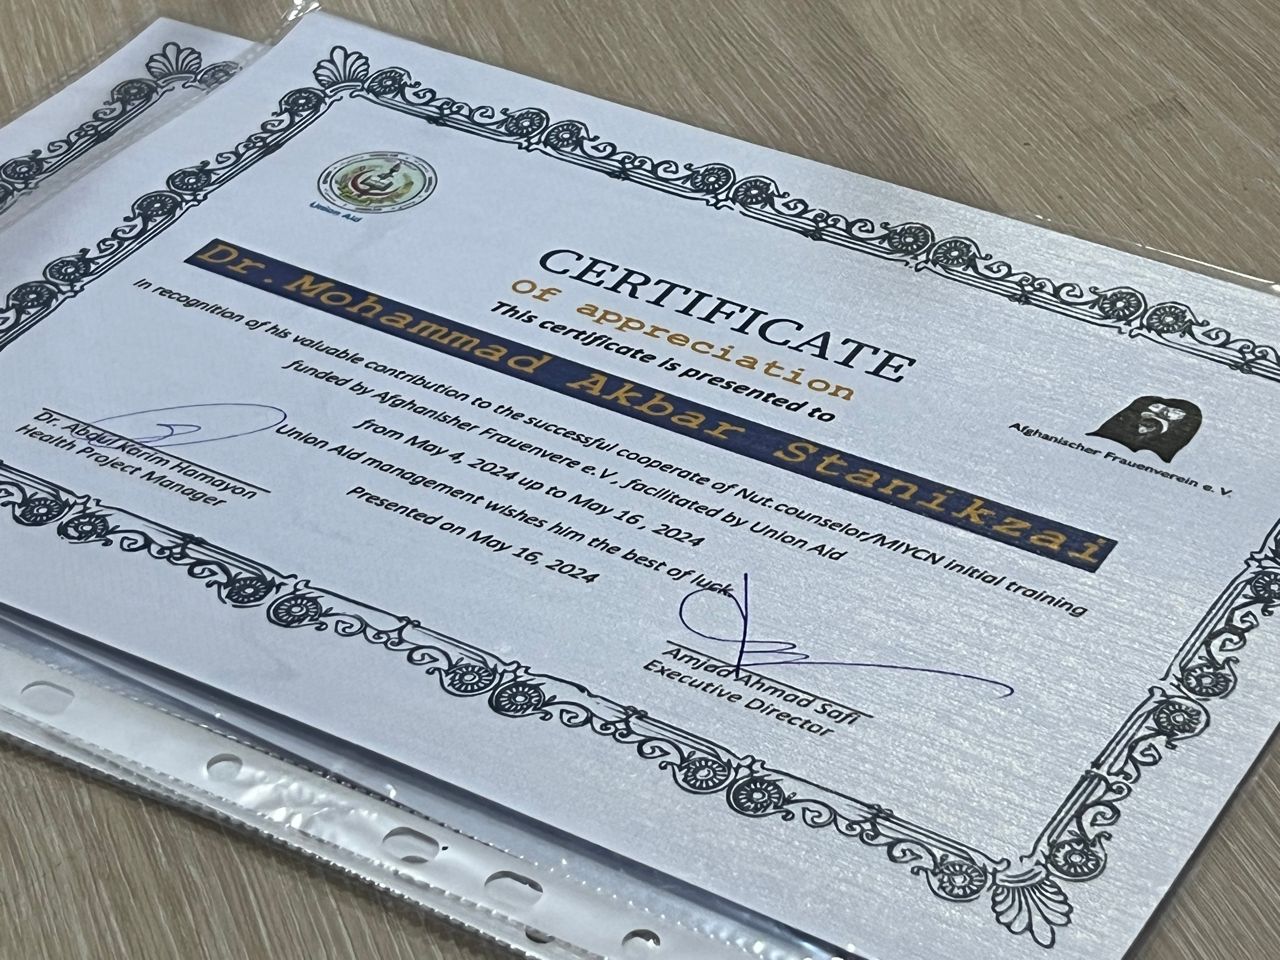 Union Aid
CERTIFICATE
Of appreciation
This certificate is presented to
Afghanischer Frauenverein e. V.
Dr. Mohammad Akbar Stanikzai
In recognition of his valuable contribution to the successful cooperate of Nut.counselor/MIYCN initial training
funded by Afghanisher Frauenvere e.V , facilitated by Union Aid
from May 4, 2024 up to May 16 , 2024
Union Aid management wishes him the best of luck.
Presented on May 16, 2024
Dr. Abdul Karim Hamayon
Health Project Manager
Amjad Ahmad Safi
Executive Director